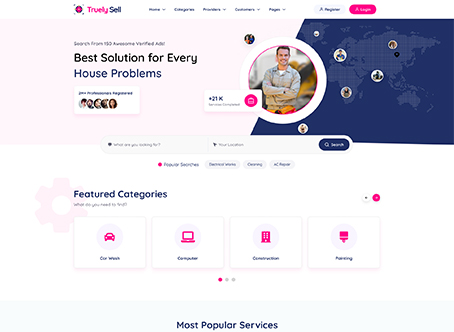 Truely Sell
Home
Categories
Providers
Customers
Pages
Register
Login
Search From 150 Awesome Verified Ads!
Best Solution for Every
House Problems
Professionals Registered
+21 K
Services Completed
What are you looking for?
Your Location
Search
Popular Searches
Electrical Works
Cleaning
AC Repair
Featured Categories
What do you need to find?
Car Wash
Computer
Construction
Painting
Most Popular Services